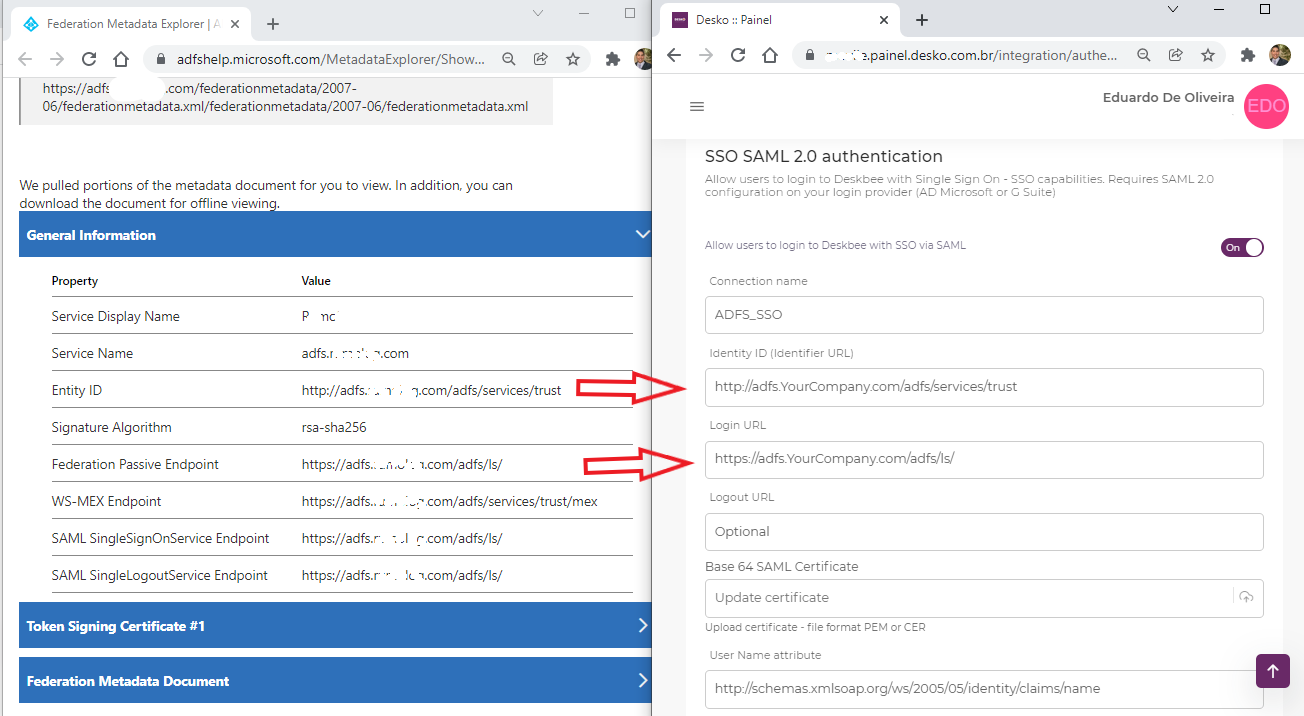 Federation Metadata Explorer | A
adfshelp.microsoft.com/MetadataExplorer/Show...
https://adfs .com/federationmetadata/2007-
06/federationmetadata.xml/federationmetadata/2007-06/federationmetadata.xml
We pulled portions of the metadata document for you to view. In addition, you can
download the document for offline viewing.
General Information
Property Value
Service Display Name
Service Name adfs. .com
Entity ID http://adfs. .com/adfs/services/trust
Signature Algorithm rsa-sha256
Federation Passive Endpoint https://adfs. .com/adfs/ls/
WS-MEX Endpoint https://adfs. .com/adfs/services/trust/mex
SAML SingleSignOnService Endpoint https://adfs. .com/adfs/ls/
SAML SingleLogoutService Endpoint https://adfs. .com/adfs/ls/
Token Signing Certificate #1
Federation Metadata Document
DESKO
Desko :: Painel
.painel.desko.com.br/integration/authe...
Eduardo De Oliveira
EDO
SSO SAML 2.0 authentication
Allow users to login to Deskbee with Single Sign On - SSO capabilities. Requires SAML 2.0
configuration on your login provider (AD Microsoft or G Suite)
Allow users to login to Deskbee with SSO via SAML
On
Connection name
ADFS_SSO
Identity ID (Identifier URL)
http://adfs.YourCompany.com/adfs/services/trust
Login URL
https://adfs.YourCompany.com/adfs/ls/
Logout URL
Optional
Base 64 SAML Certificate
Update certificate
Upload certificate - file format PEM or CER
User Name attribute
http://schemas.xmlsoap.org/ws/2005/05/identity/claims/name